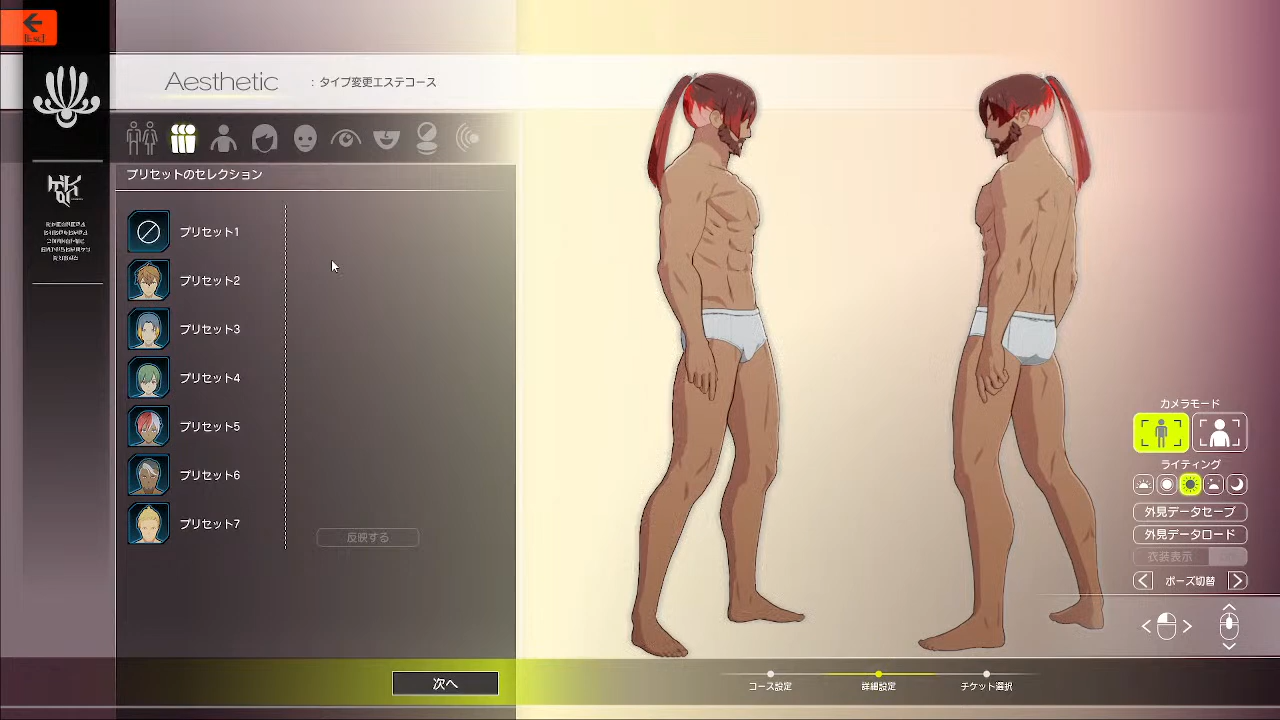 [Esc]
Aesthetic
: タイプ変更エステコース
プリセットのセレクション
プリセット1
プリセット2
プリセット3
プリセット4
プリセット5
プリセット6
プリセット7
反映する
次へ
カメラモード
ライティング
外見データセーブ
外見データロード
衣装表示
ポーズ切替
コース設定
詳細設定
チケット選択